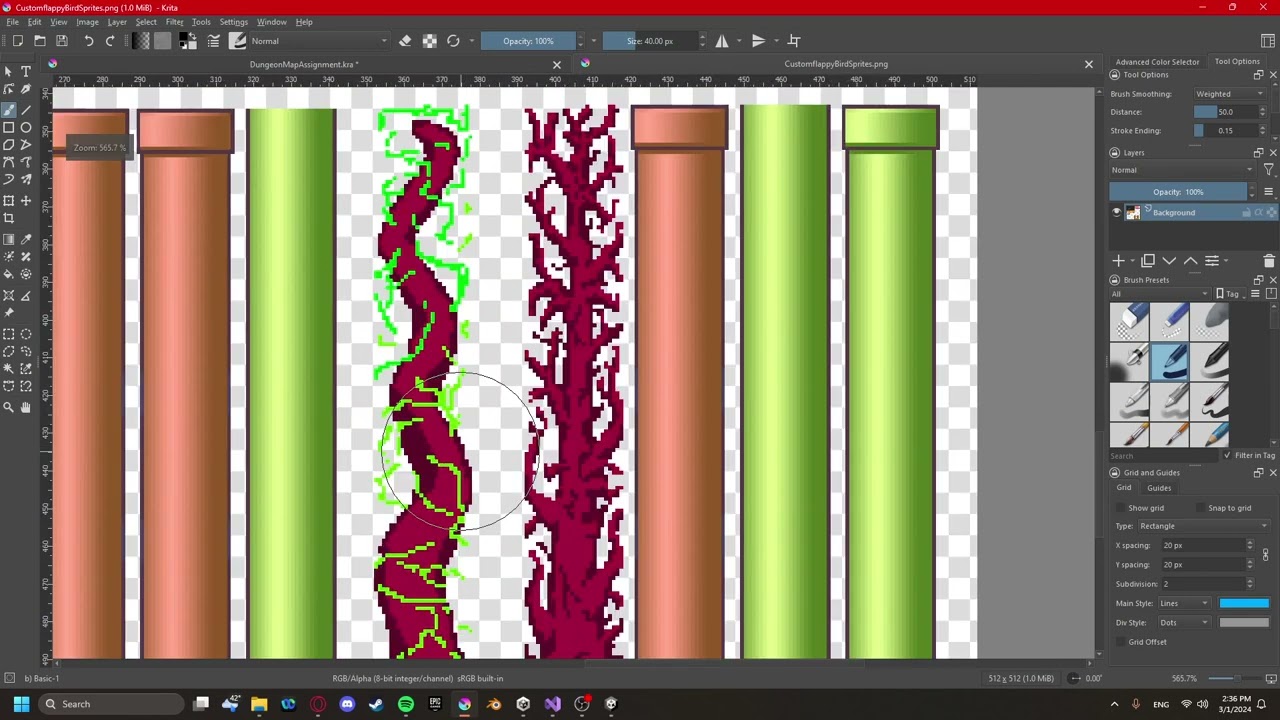 CustomflappyBirdSprites.png (1.0 MiB) - Krita
File Edit View Image Layer Select Filter Tools Settings Window Help
Normal
Opacity: 100%
Size: 40.00 px
DungeonMapAssignment.kra *
CustomflappyBirdSprites.png
270 280 290 300 310 320 330 340 350 360 370 380 390 400 410 420 430 440 450 460 470 480 490 500 510
Zoom: 565.7 %
Advanced Color Selector
Tool Options
Tool Options
Brush Smoothing: Weighted
Distance: 50.0
Stroke Ending: 0.15
Layers
Normal
Opacity: 100%
Background
Brush Presets
All
Tag
Search
Filter in Tag
Grid and Guides
Grid
Guides
Show grid
Snap to grid
Type: Rectangle
X spacing: 20 px
Y spacing: 20 px
Subdivision: 2
Main Style: Lines
Div Style: Dots
Grid Offset
b) Basic-1
RGB/Alpha (8-bit integer/channel) sRGB built-in
512 x 512 (1.0 MiB)
0.00°
565.7%
Search
42°
EPIC GAMES
2:36 PM
3/1/2024